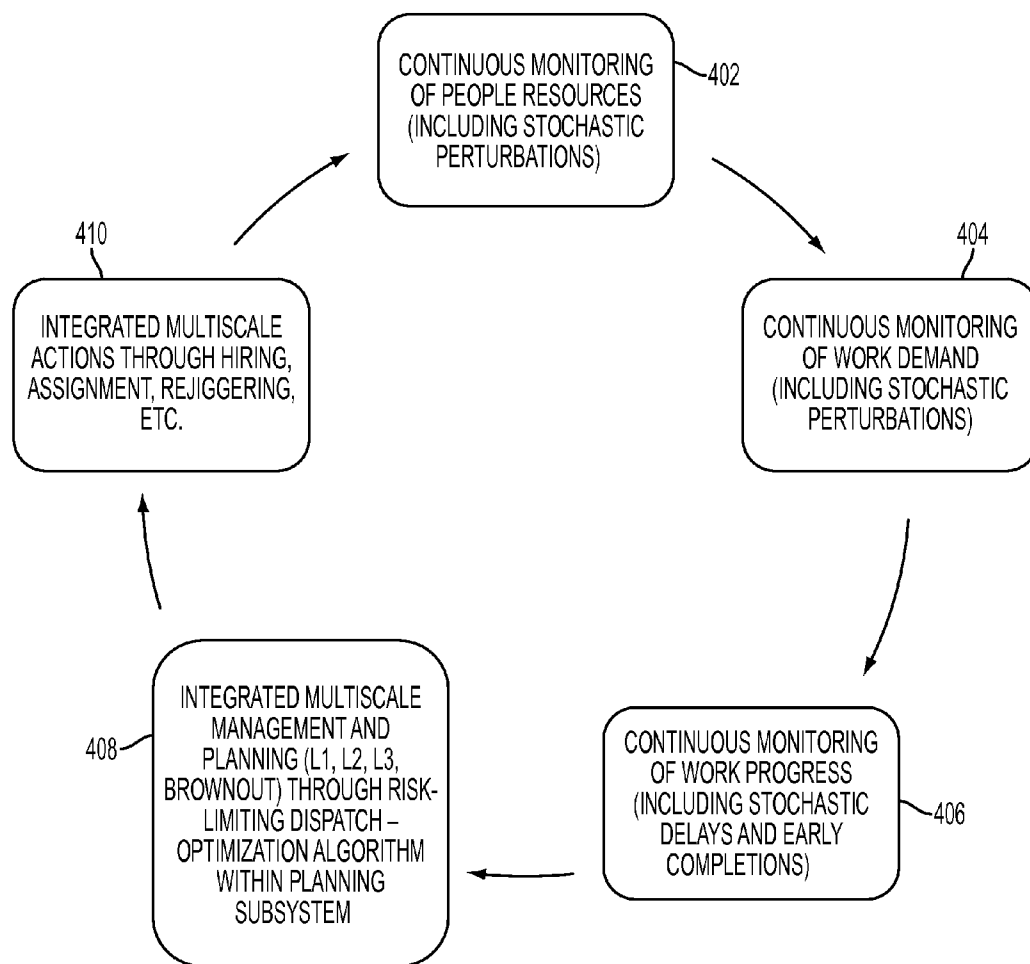 CONTINUOUS MONITORING
OF PEOPLE RESOURCES
(INCLUDING STOCHASTIC
PERTURBATIONS)
402
404
CONTINUOUS MONITORING
OF WORK DEMAND
(INCLUDING STOCHASTIC
PERTURBATIONS)
CONTINUOUS MONITORING
OF WORK PROGRESS
(INCLUDING STOCHASTIC
DELAYS AND EARLY
COMPLETIONS)
406
408
INTEGRATED MULTISCALE
MANAGEMENT AND
PLANNING (L1, L2, L3,
BROWNOUT) THROUGH RISK-
LIMITING DISPATCH –
OPTIMIZATION ALGORITHM
WITHIN PLANNING
SUBSYSTEM
410
INTEGRATED MULTISCALE
ACTIONS THROUGH HIRING,
ASSIGNMENT, REJIGGERING,
ETC.